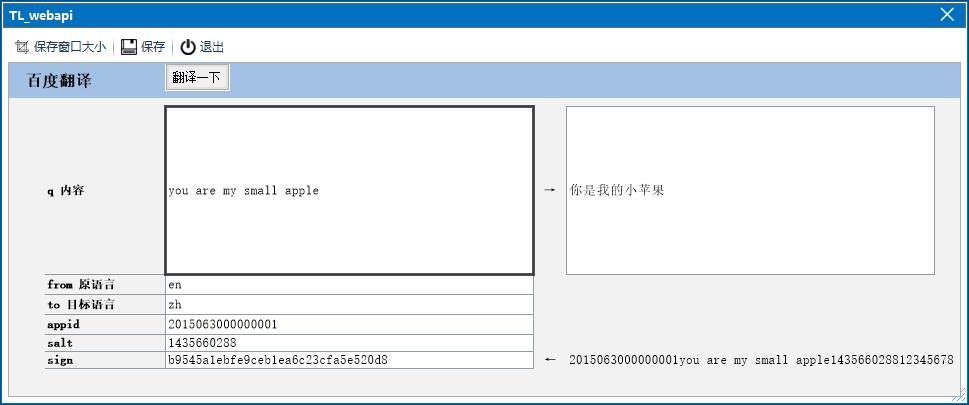 TL_webapi
保存窗口大小 保存 退出
百度翻译 翻译一下
q 内容 you are my small apple → 你是我的小苹果
from 原语言 en
to 目标语言 zh
appid 2015063000000001
salt 1435660288
sign b9545a1ebfe9ceb1ea6c23cfa5e520d8 ← 2015063000000001you are my small apple143566028812345678